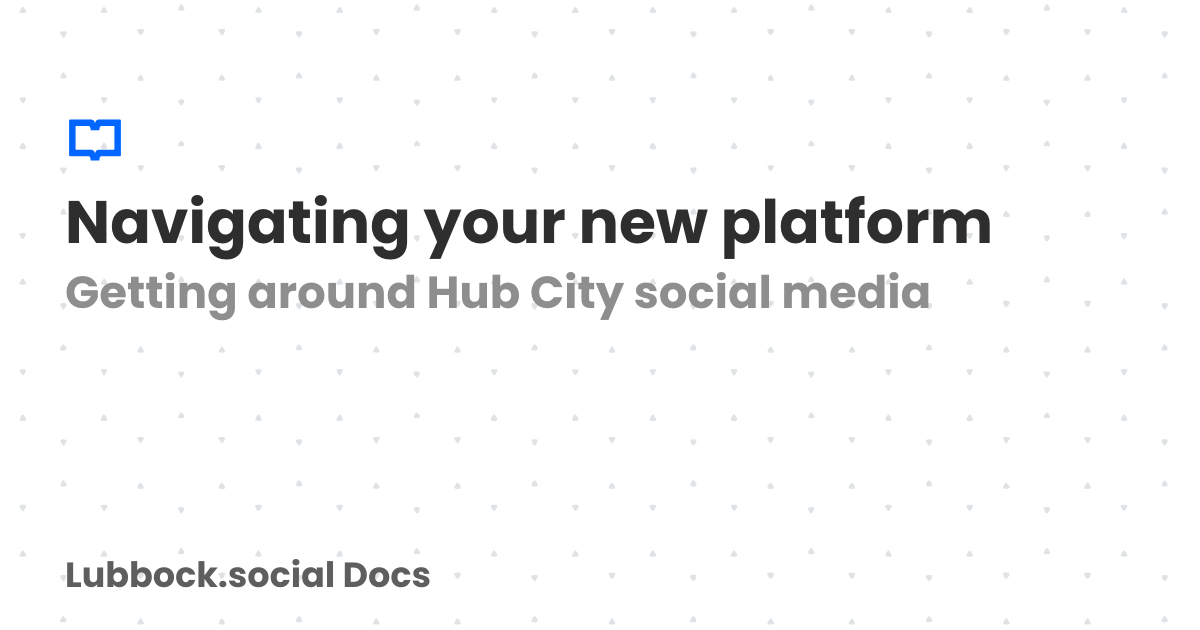 Navigating your new platform
Getting around Hub City social media
Lubbock.social Docs